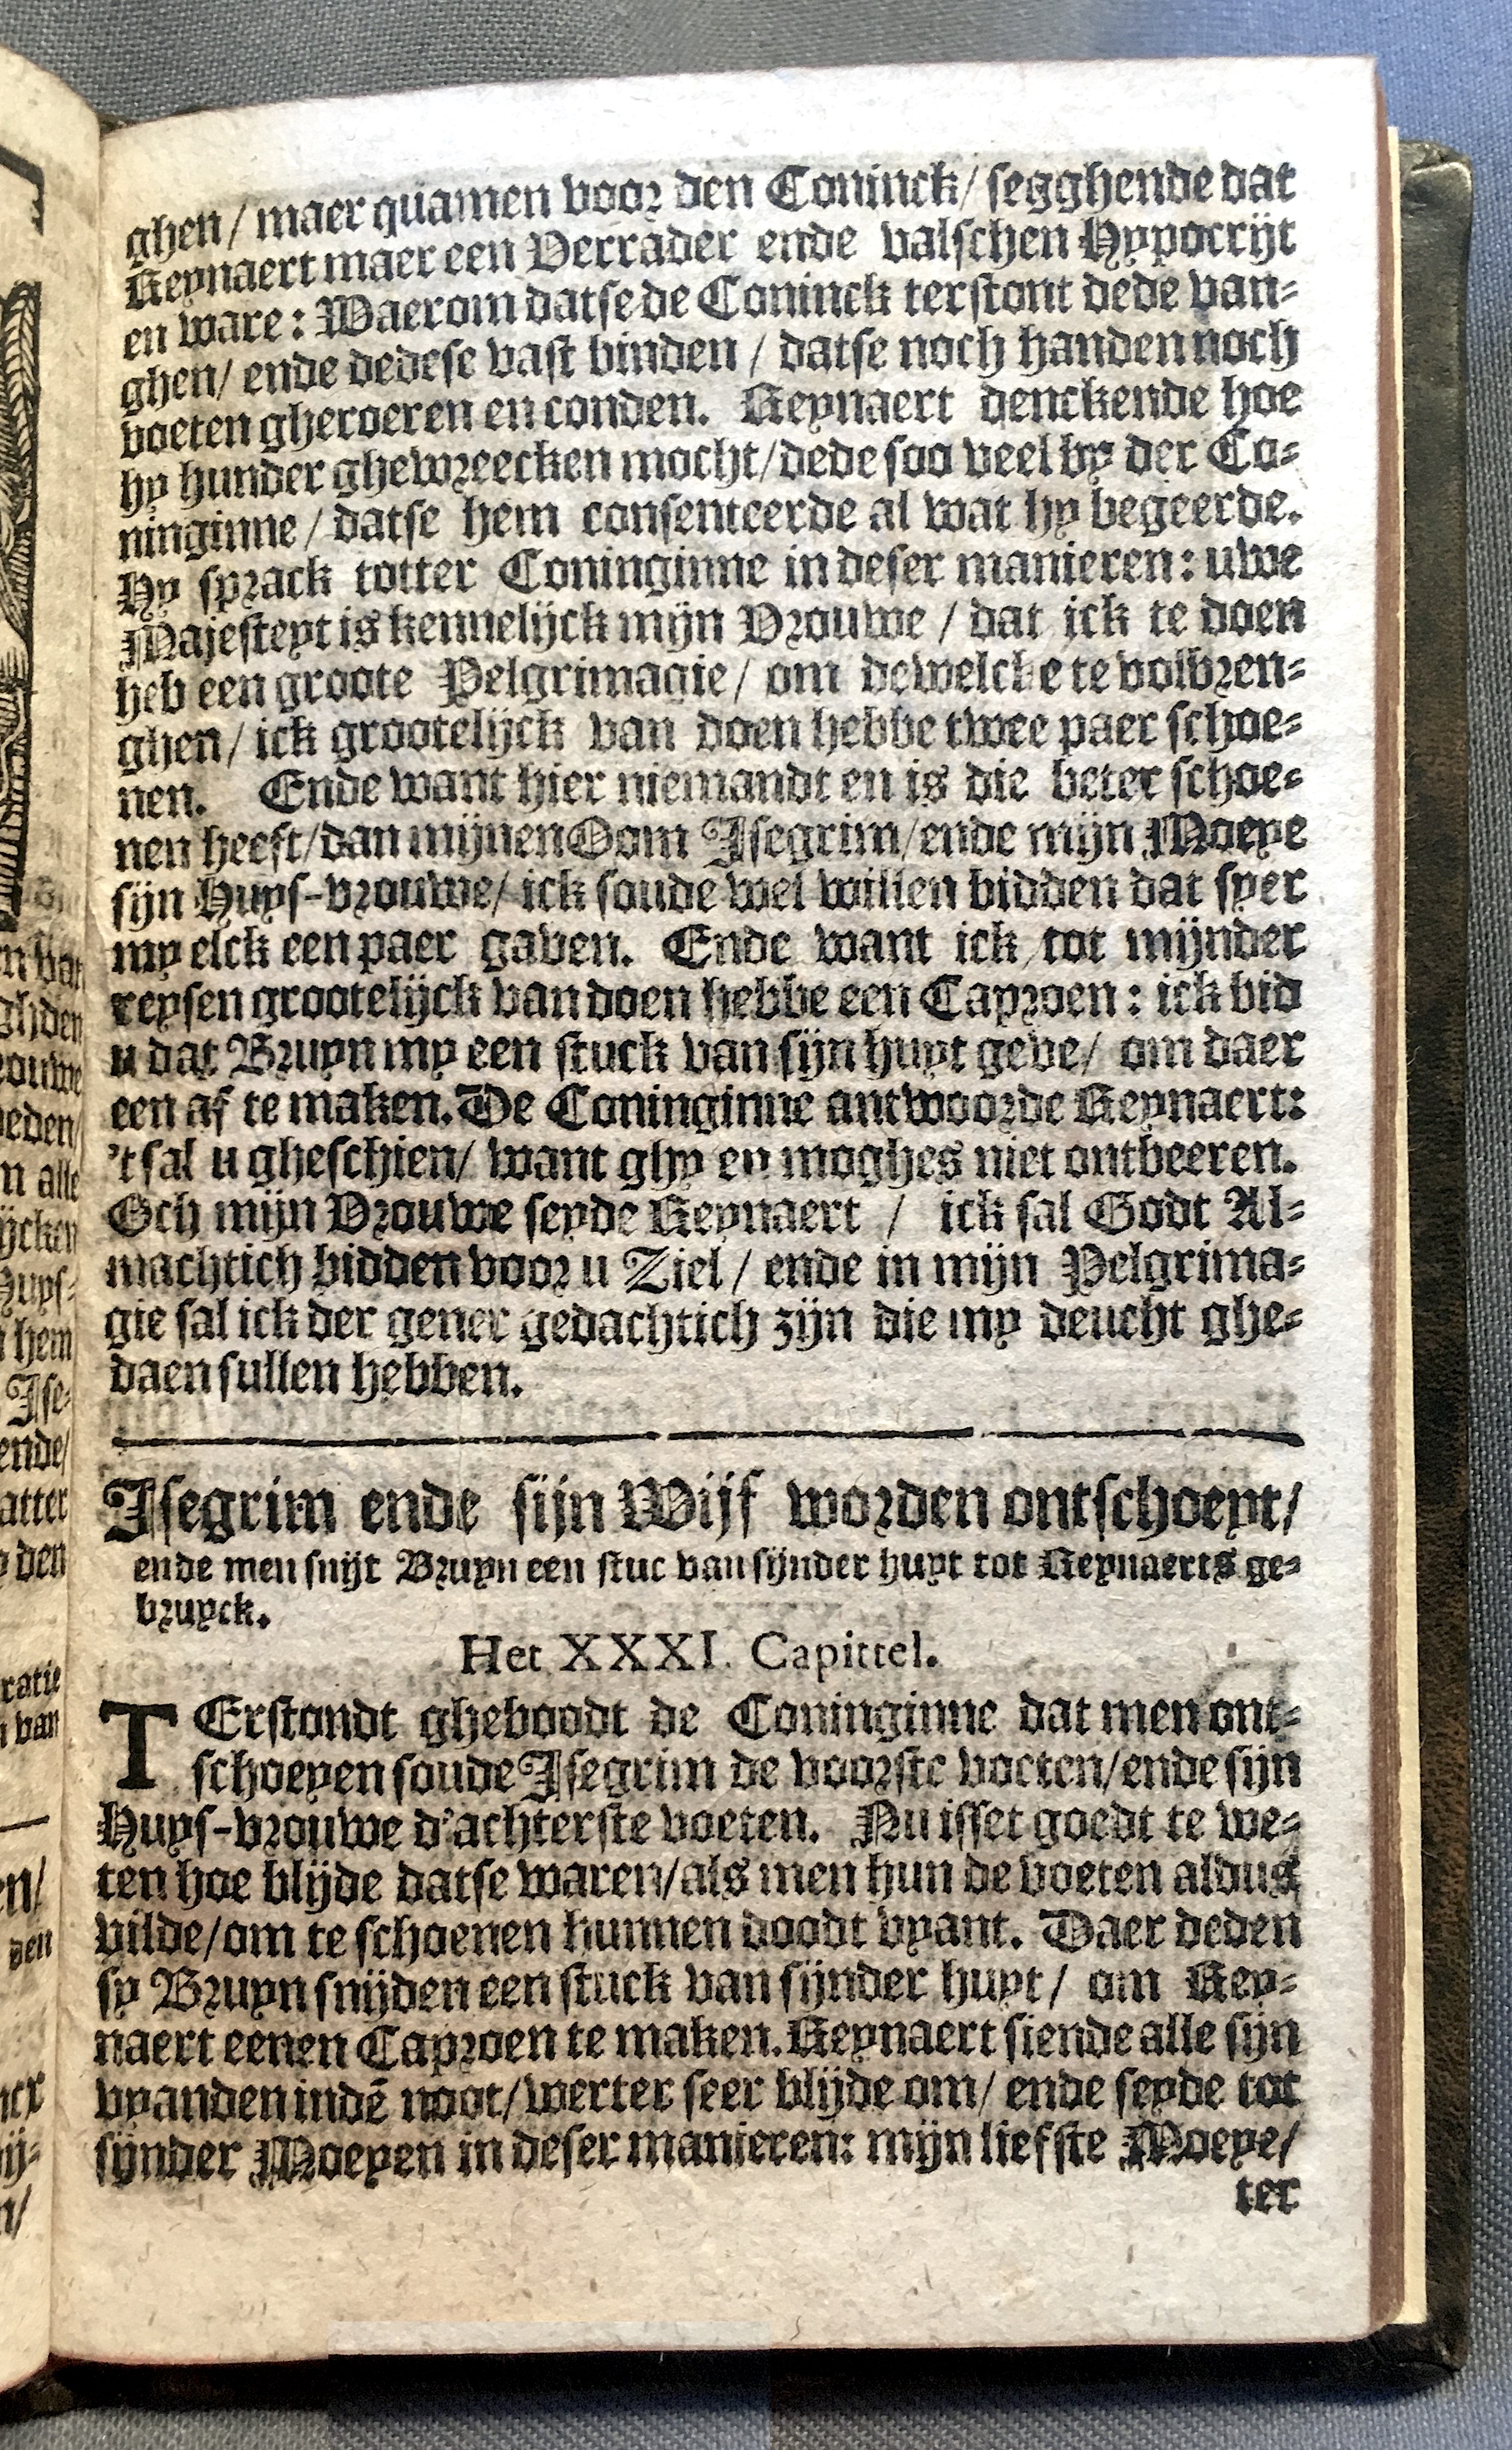 ghen / maer quamen voor den Coninck / segghende dat
Reynaert maer een Verrader ende valschen Hypocrijt
en ware : Waerom datse de Coninck terstont dede van-
ghen / ende dedese vast binden / datse noch handen noch
voeten gheroeren en conden. Reynaert denckende hoe
hy hunder ghewreecken mocht / dede soo veel by der Co-
ninginne / datse hem consenteerde al wat hy begeerde.
Hy sprack totter Coninginne in deser manieren : uwe
Majesteyt is kennelijck mijn Vrouwe / dat ick te doen
heb een groote Pelgrimagie / om dewelcke te volbren-
ghen / ick grootelijck van doen hebbe twee paer schoe-
nen. Ende want hier niemandt en is die beter schoe-
nen heeft / dan mijnen Oom Isegrim / ende mijn Moeye
sijn Huys-vrouwe / ick soude wel willen bidden dat syer
my elck een paer gaven. Ende want ick tot mijnder
reysen grootelijck van doen hebbe een Caproen : ick bid
u dat Bruyn my een stuck van sijn huyt geve / om daer
een af te maken. De Coninginne antwoorde Reynaert:
't sal u gheschien / want ghy en moghes niet ontbeeren.
Och mijn Vrouwe seyde Reynaert / ick sal Godt Al-
machtich bidden voor u Ziel / ende in mijn Pelgrima-
gie sal ick der gener gedachtich zijn die my deucht ghe-
daen sullen hebben.
Isegrim ende sijn Wijf worden ontschoeyt /
ende men snijt Bruyn een stuc van sijnder huyt tot Reynaerts ge-
bruyck.
Het XXXI. Capittel.
TErstondt gheboodt de Coninginne dat men ont-
schoeyen soude Isegrim de voorste voeten / ende sijn
Huys-vrouwe d'achterste voeten. Nu isset goedt te we-
ten hoe blijde datse waren / als men hun de voeten aldus
vilde / om te schoenen hunnen doodt vyant. Daer deden
sy Bruyn snijden een stuck van sijnder huyt / om Rey-
naert eenen Caproen te maken. Reynaert siende alle sijn
vyanden in dē noot / werter seer blijde om / ende seyde tot
sijnder Moeyen in deser manieren: mijn liefste Moeye /
ter